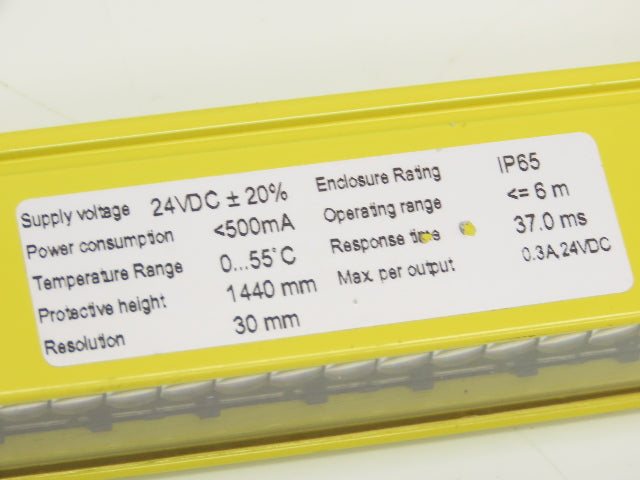 Supply voltage 24VDC ± 20%
Power consumption <500mA
Temperature Range 0...55°C
Protective height 1440 mm
Resolution 30 mm
Enclosure Rating IP65
Operating range <= 6 m
Response time 37.0 ms
Max. per output 0.3A,24VDC